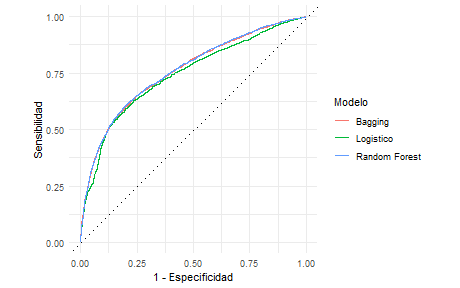 1.00
0.75
0.50
0.25
0.00
Sensibilidad
0.00 0.25 0.50 0.75 1.00
1 - Especificidad
Modelo
Bagging
Logistico
Random Forest